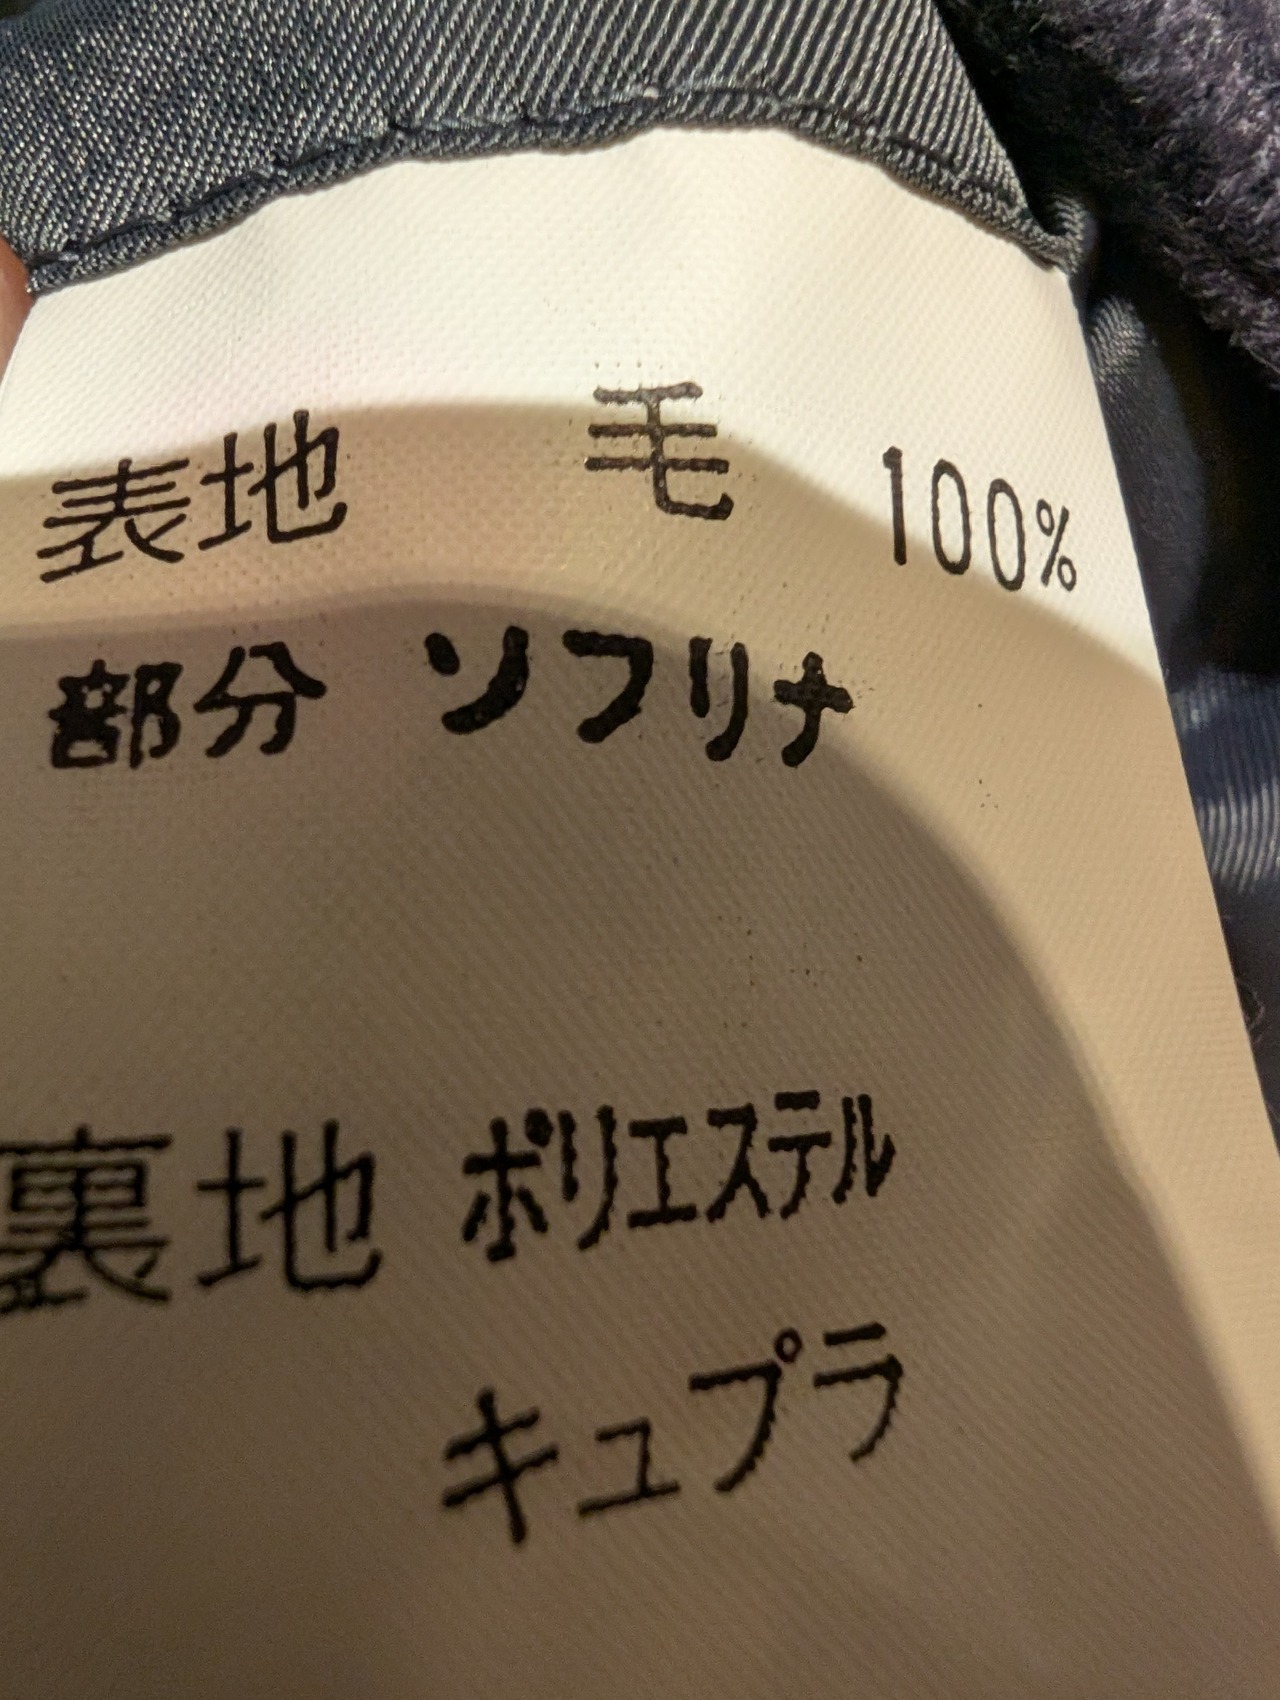 表地 毛 100%
部分 ソフリナ
裏地 ポリエステル
キュプラ